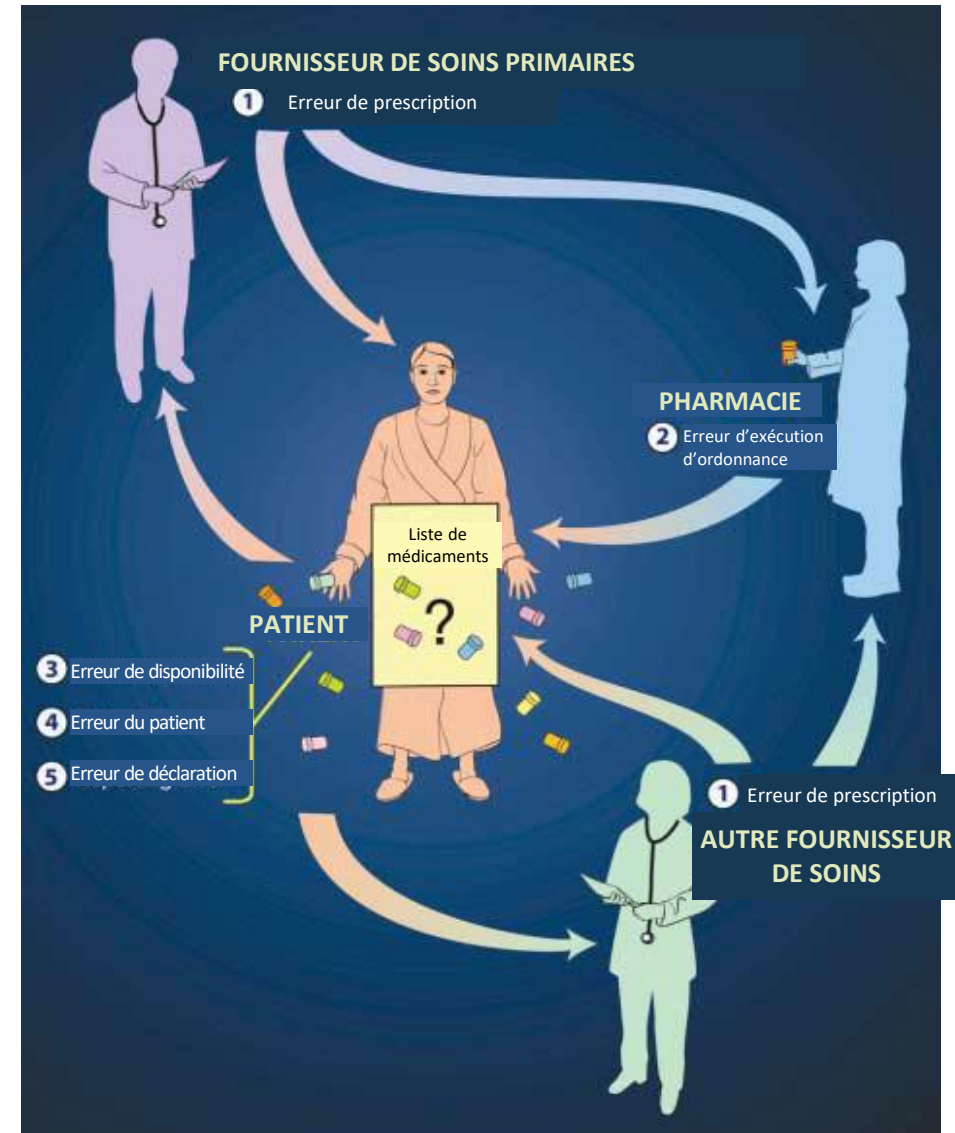 FOURNISSEUR DE SOINS PRIMAIRES
1 Erreur de prescription
PHARMACIE
2 Erreur d’exécution
d’ordonnance
Liste de
médicaments
?
PATIENT
3 Erreur de disponibilité
4 Erreur du patient
5 Erreur de déclaration
1 Erreur de prescription
AUTRE FOURNISSEUR
DE SOINS